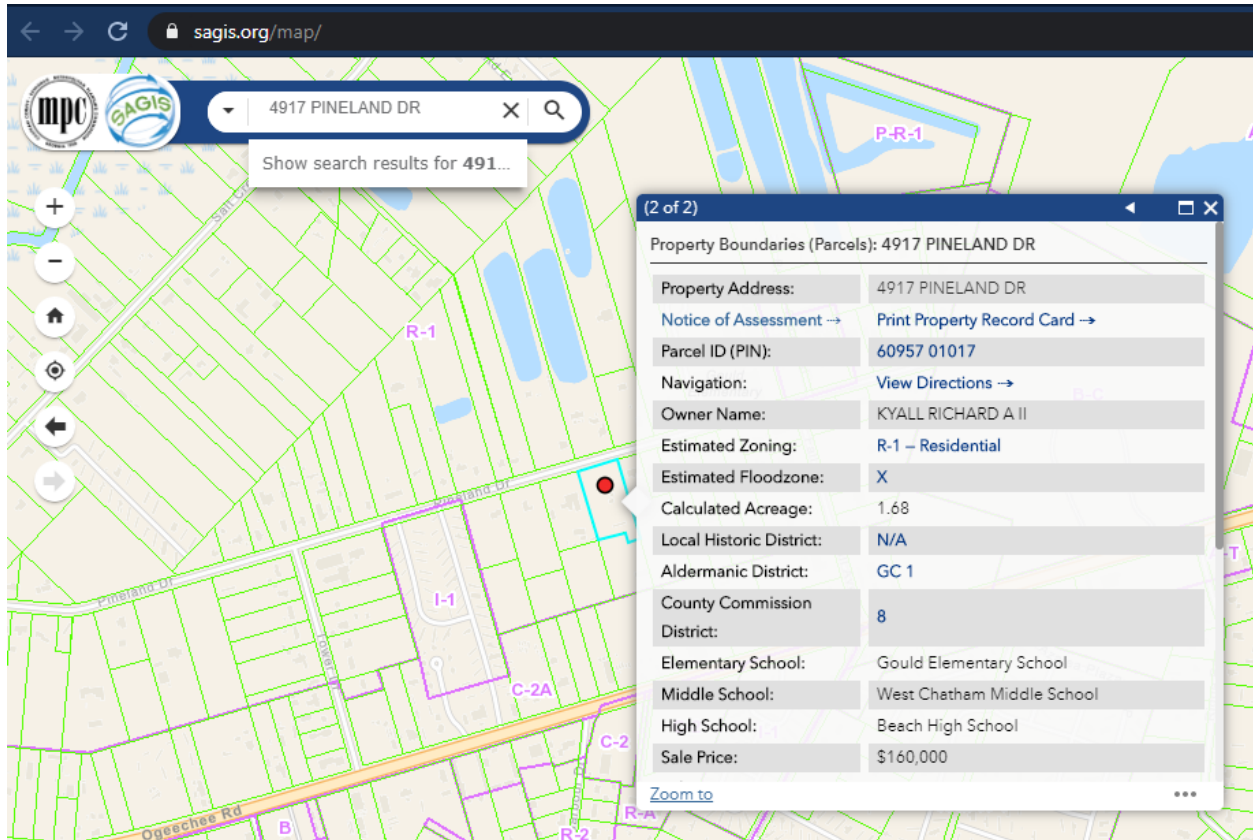 sagis.org/map/
mpc
SAGIS
4917 PINELAND DR
Show search results for 491...
P-R-1
Salt Cr
R-1
(2 of 2)
Property Boundaries (Parcels): 4917 PINELAND DR
Property Address: 4917 PINELAND DR
Notice of Assessment → Print Property Record Card →
Parcel ID (PIN): 60957 01017
Navigation: View Directions →
B-C
Owner Name: KYALL RICHARD A II
Estimated Zoning: R-1 – Residential
Estimated Floodzone: X
Calculated Acreage: 1.68
Local Historic District: N/A
Aldermanic District: GC 1
County Commission
District: 8
Elementary School: Gould Elementary School
Middle School: West Chatham Middle School
High School: Beach High School
Sale Price: $160,000
Zoom to
Pineland Dr
Pineland Dr
I-1
Tower Dr
C-2A
C-2
Ogeechee Rd
B
R-A
R-2